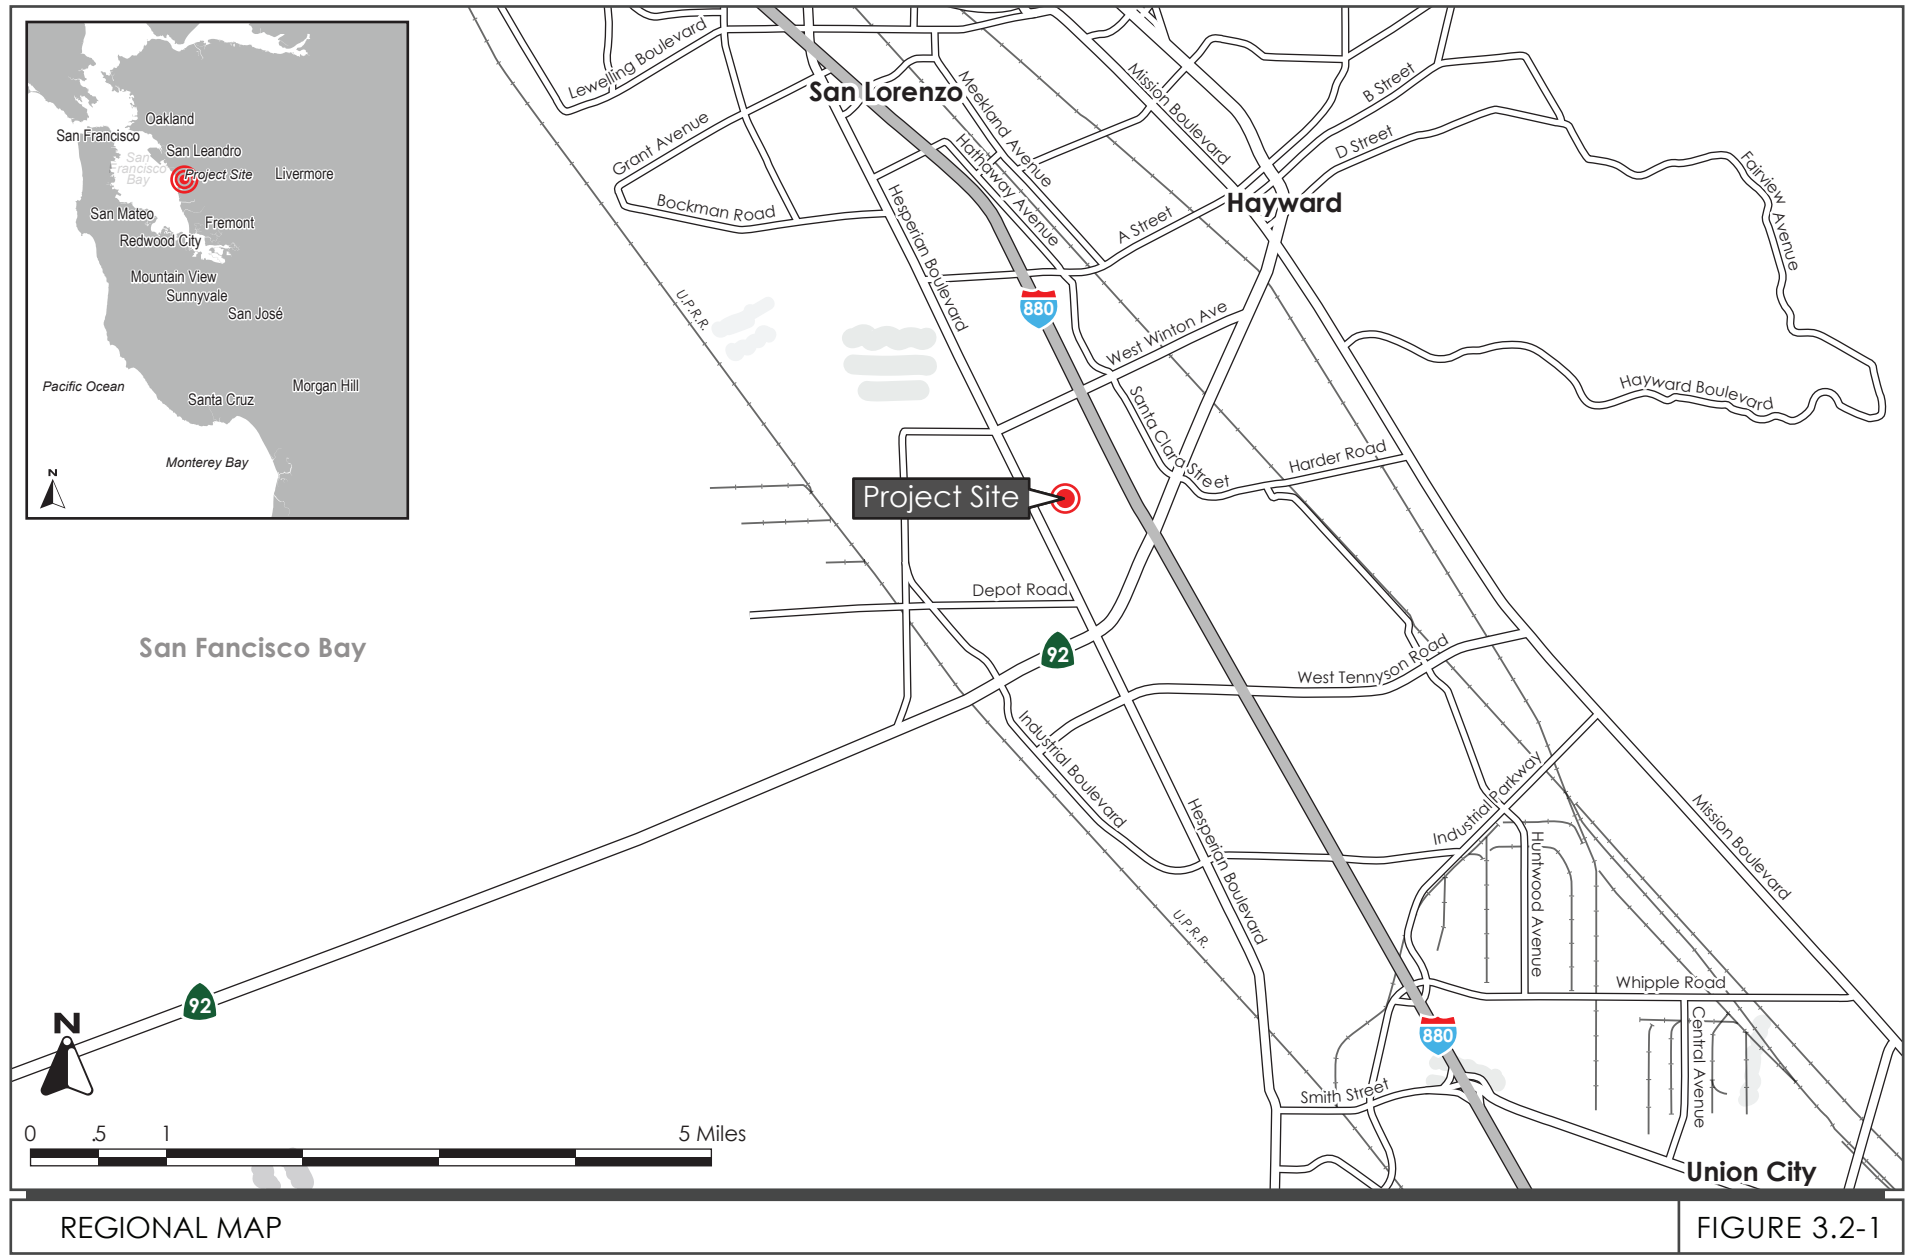 Oakland
San Francisco
San Leandro
San
Francisco
Bay
Project Site
Livermore
San Mateo
Fremont
Redwood City
Mountain View
Sunnyvale
San José
Pacific Ocean
Morgan Hill
Santa Cruz
Monterey Bay
N
Lewelling Boulevard
San Lorenzo
Meekland Avenue
Mission Boulevard
B Street
Grant Avenue
Hathaway Avenue
D Street
Fairview Avenue
Bockman Road
Hesperian Boulevard
A Street
Hayward
U.P.R.R.
880
West Winton Ave
Hayward Boulevard
Santa Clara Street
Harder Road
Project Site
Depot Road
San Fancisco Bay
92
West Tennyson Road
Industrial Boulevard
Industrial Parkway
Hesperian Boulevard
Mission Boulevard
Huntwood Avenue
U.P.R.R.
Whipple Road
92
880
Central Avenue
Smith Street
Union City
N
0 .5 1 5 Miles
REGIONAL MAP
FIGURE 3.2-1